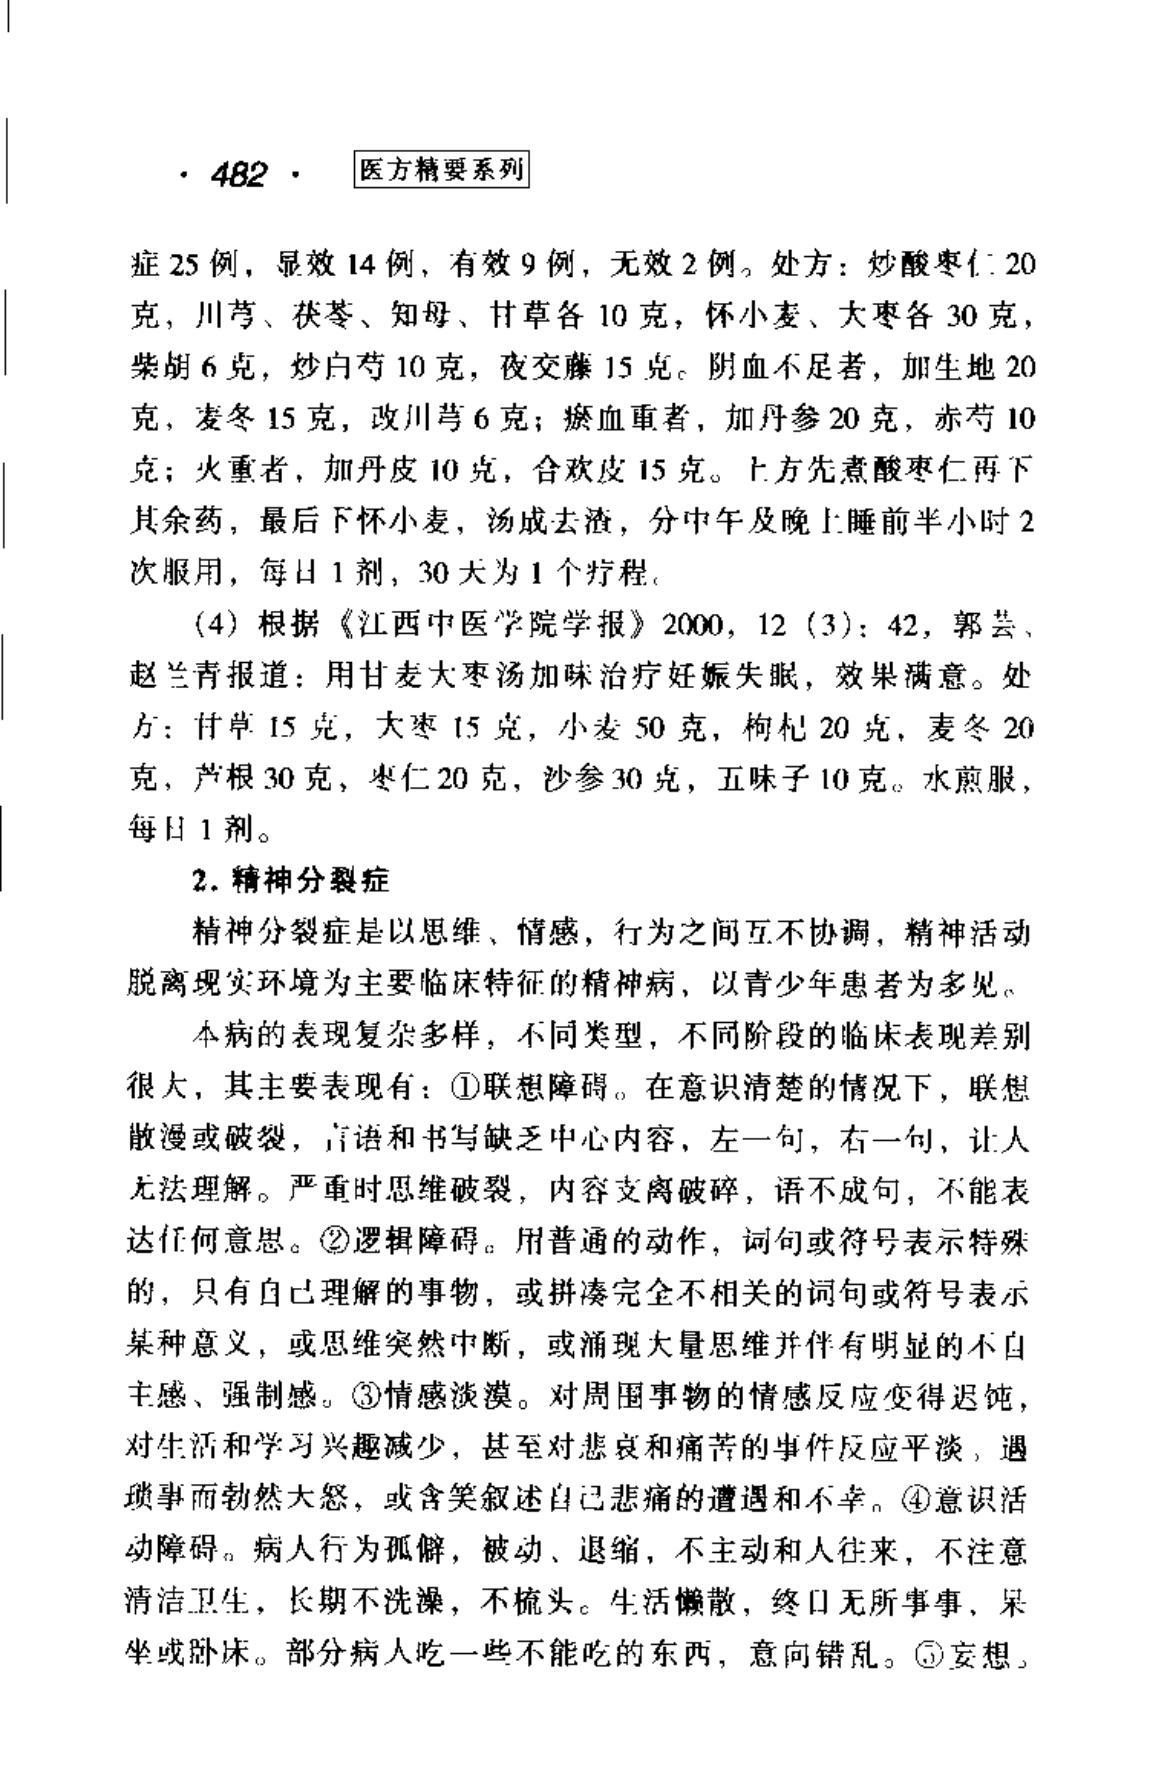 · 482 · 医方精要系列
症 25 例，显效 14 例，有效 9 例，无效 2 例。处方：炒酸枣仁 20
克，川芎、茯苓、知母、甘草各 10 克，怀小麦、大枣各 30 克，
柴胡 6 克，炒白芍 10 克，夜交藤 15 克。阴血不足者，加生地 20
克，麦冬 15 克，改川芎 6 克；瘀血重者，加丹参 20 克，赤芍 10
克；火重者，加丹皮 10 克，合欢皮 15 克。上方先煮酸枣仁再下
其余药，最后下怀小麦，汤成去渣，分中午及晚上睡前半小时 2
次服用，每日 1 剂，30 天为 1 个疗程。
（4）根据《江西中医学院学报》2000，12（3）：42，郭芸、
赵兰青报道：用甘麦大枣汤加味治疗妊娠失眠，效果满意。处
方：甘草 15 克，大枣 15 克，小麦 50 克，枸杞 20 克，麦冬 20
克，芦根 30 克，枣仁 20 克，沙参 30 克，五味子 10 克。水煎服，
每日 1 剂。
2. 精神分裂症
精神分裂症是以思维、情感，行为之间互不协调，精神活动
脱离现实环境为主要临床特征的精神病，以青少年患者为多见。
本病的表现复杂多样，不同类型，不同阶段的临床表现差别
很大，其主要表现有：①联想障碍。在意识清楚的情况下，联想
散漫或破裂，言语和书写缺乏中心内容，左一句，右一句，让人
无法理解。严重时思维破裂，内容支离破碎，语不成句，不能表
达任何意思。②逻辑障碍。用普通的动作，词句或符号表示特殊
的，只有自己理解的事物，或拼凑完全不相关的词句或符号表示
某种意义，或思维突然中断，或涌现大量思维并伴有明显的不自
主感、强制感。③情感淡漠。对周围事物的情感反应变得迟钝，
对生活和学习兴趣减少，甚至对悲哀和痛苦的事件反应平淡，遇
琐事而勃然大怒，或含笑叙述自己悲痛的遭遇和不幸。④意识活
动障碍。病人行为孤僻，被动、退缩，不主动和人往来，不注意
清洁卫生，长期不洗澡，不梳头。生活懒散，终日无所事事，呆
坐或卧床。部分病人吃一些不能吃的东西，意向错乱。⑤妄想。